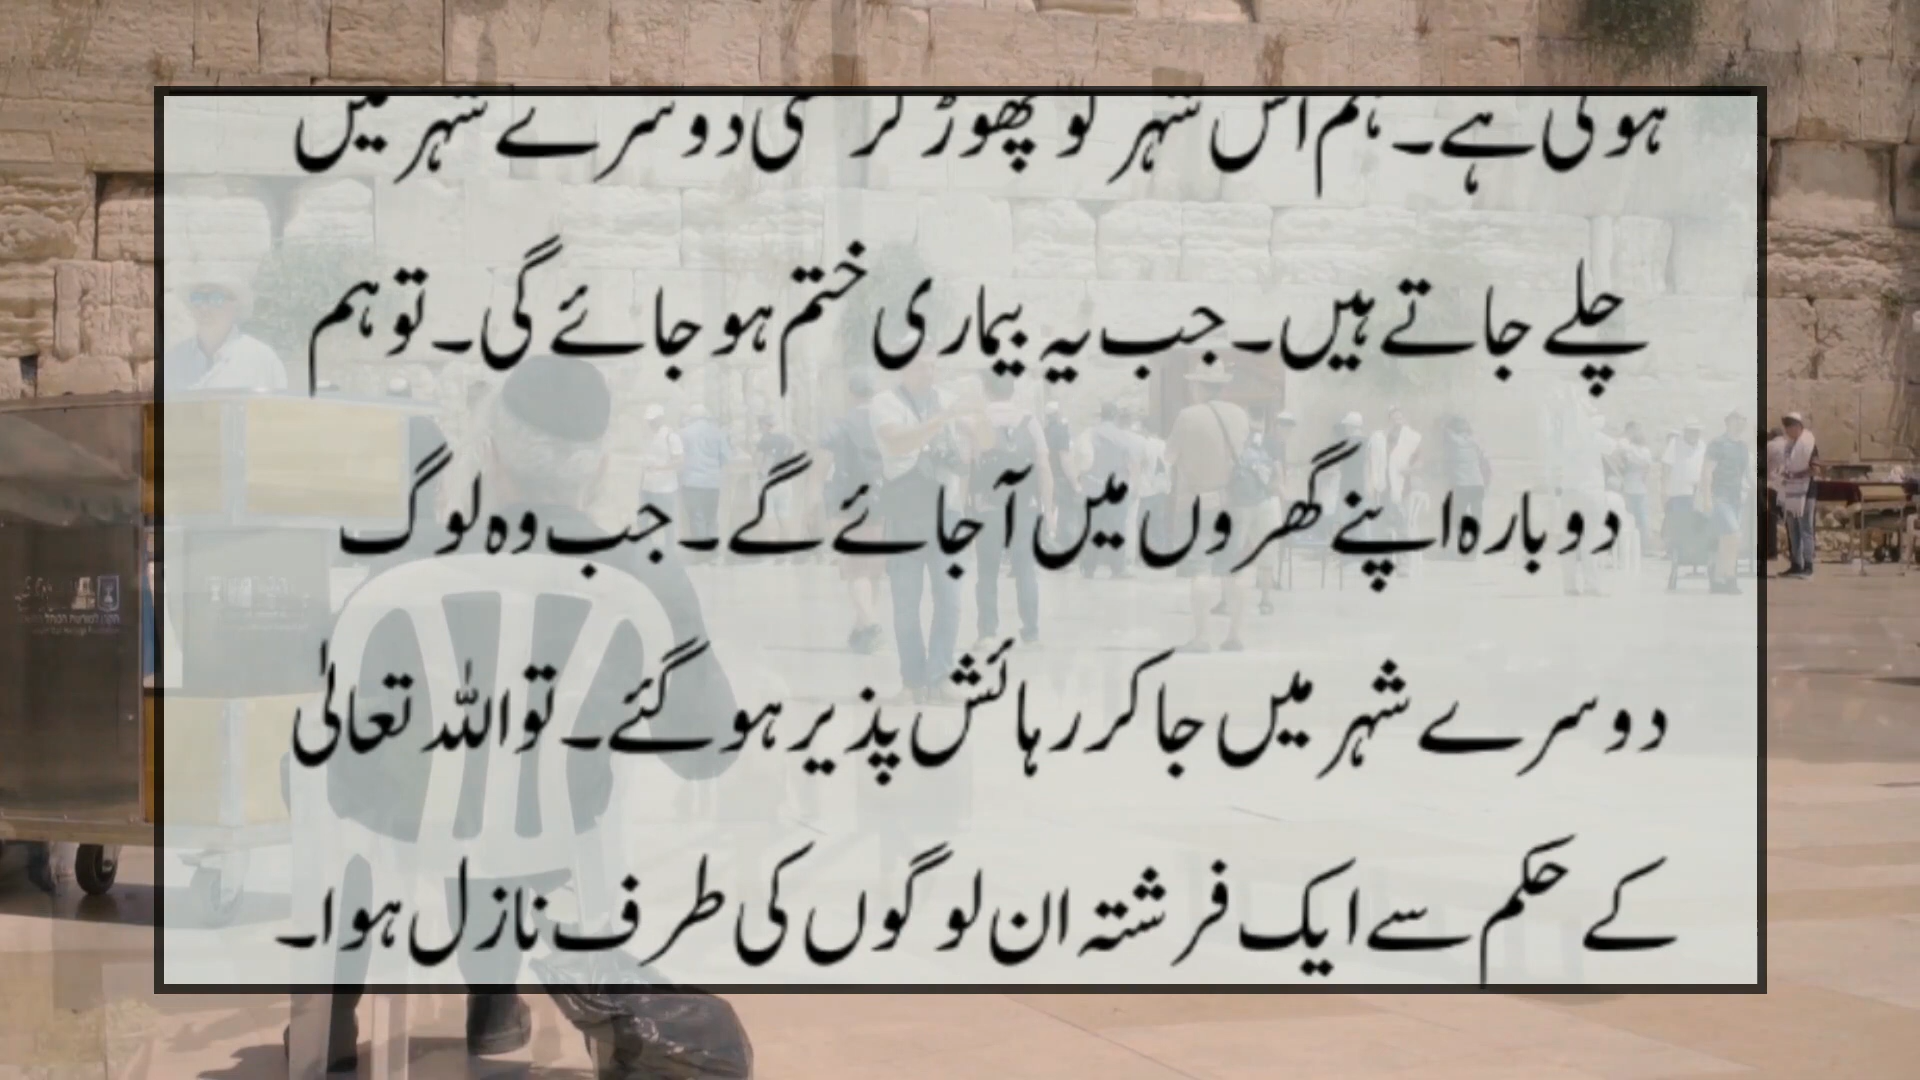 ہوئی ہے۔ ہم اس شہر کو چھوڑ کر کسی دوسرے شہر میں
چلے جاتے ہیں۔ جب یہ بیماری ختم ہو جائے گی۔ تو ہم
دوبارہ اپنے گھروں میں آ جائے گے۔ جب وہ لوگ
دوسرے شہر میں جا کر رہائش پذیر ہو گئے۔ تو اللہ تعالٰی
کے حکم سے ایک فرشتہ ان لوگوں کی طرف نازل ہوا۔